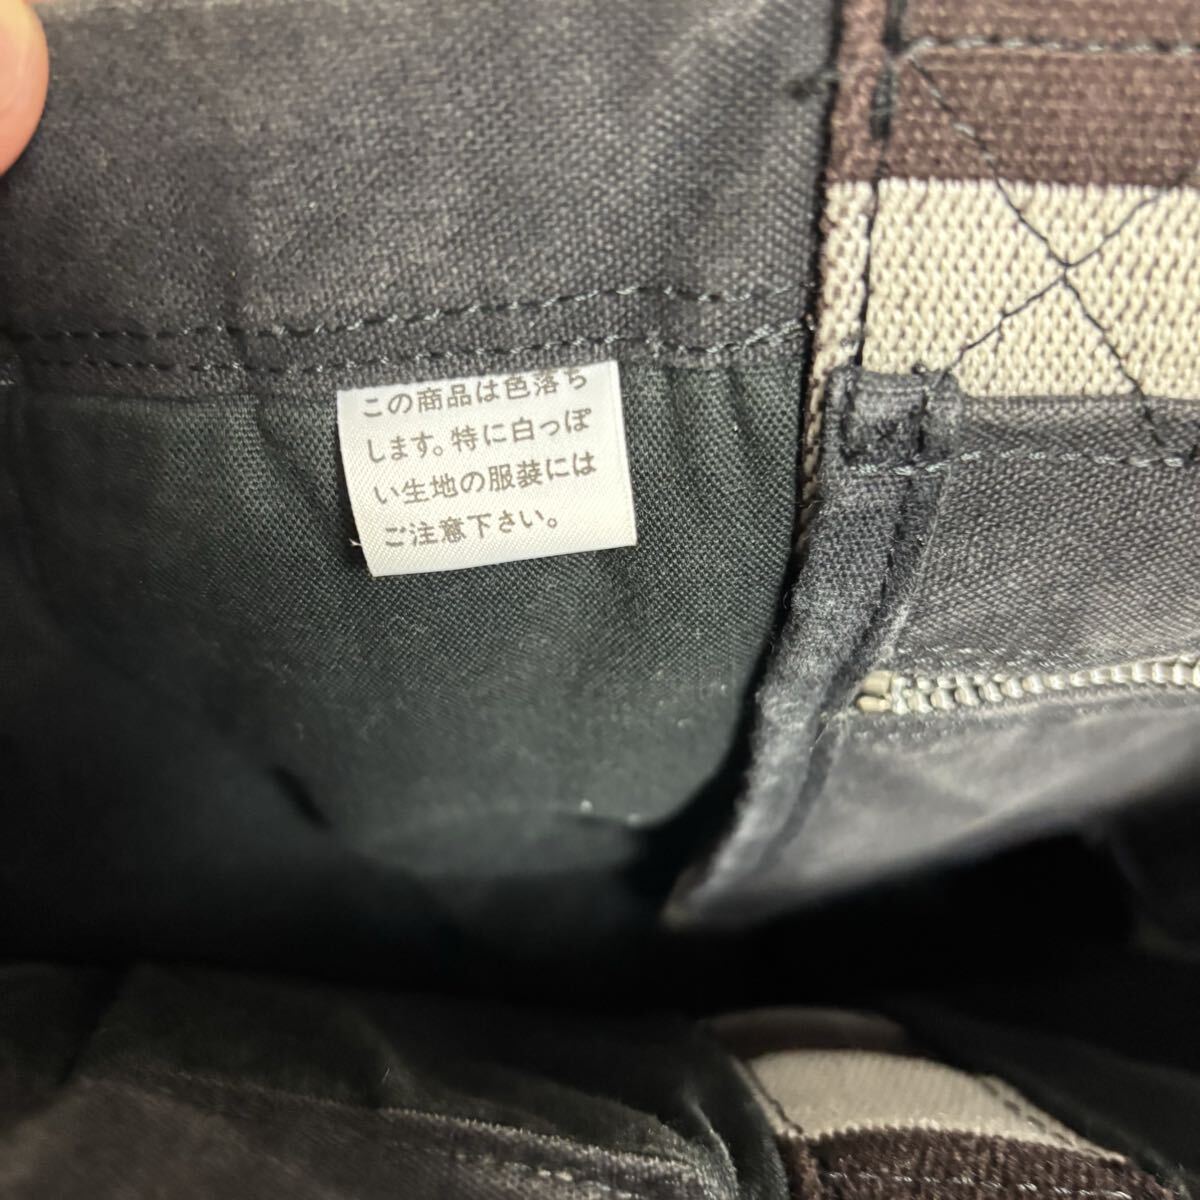 この商品は色落ち
します。特に白っぽ
い生地の服装には
ご注意下さい。